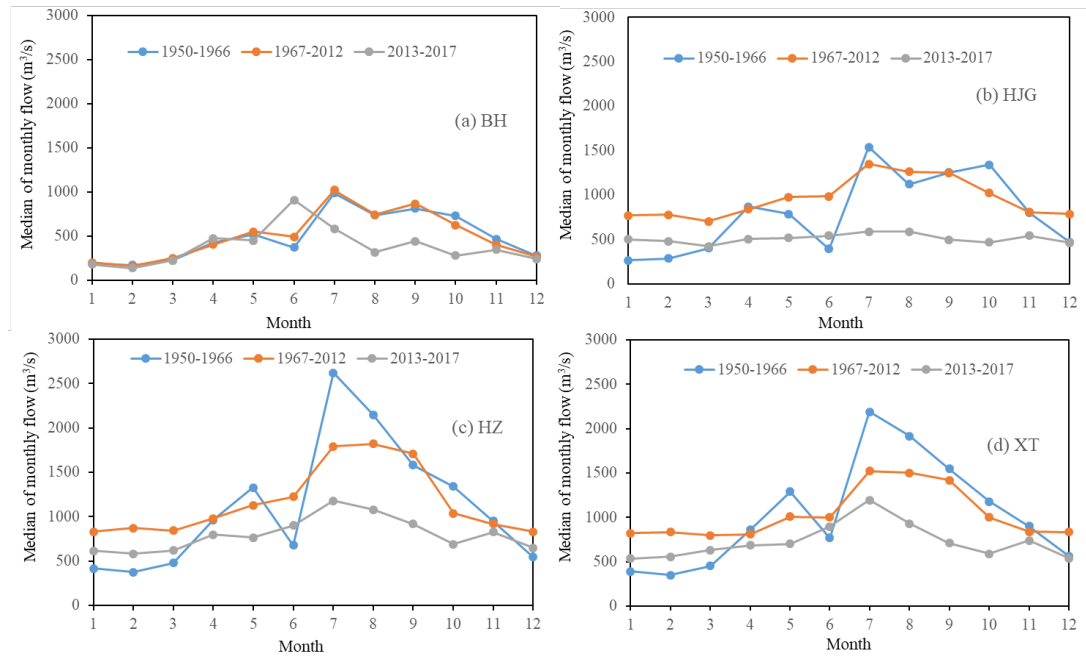 3000
2500
2000
1500
1000
500
0
Median of monthly flow (m³/s)
1950-1966 1967-2012 2013-2017
(a) BH
1 2 3 4 5 6 7 8 9 10 11 12
Month
3000
2500
2000
1500
1000
500
0
Median of monthly flow (m³/s)
1950-1966 1967-2012 2013-2017
(b) HJG
1 2 3 4 5 6 7 8 9 10 11 12
Month
3000
2500
2000
1500
1000
500
0
Median of monthly flow (m³/s)
1950-1966 1967-2012 2013-2017
(c) HZ
1 2 3 4 5 6 7 8 9 10 11 12
Month
3000
2500
2000
1500
1000
500
0
Median of monthly flow (m³/s)
1950-1966 1967-2012 2013-2017
(d) XT
1 2 3 4 5 6 7 8 9 10 11 12
Month